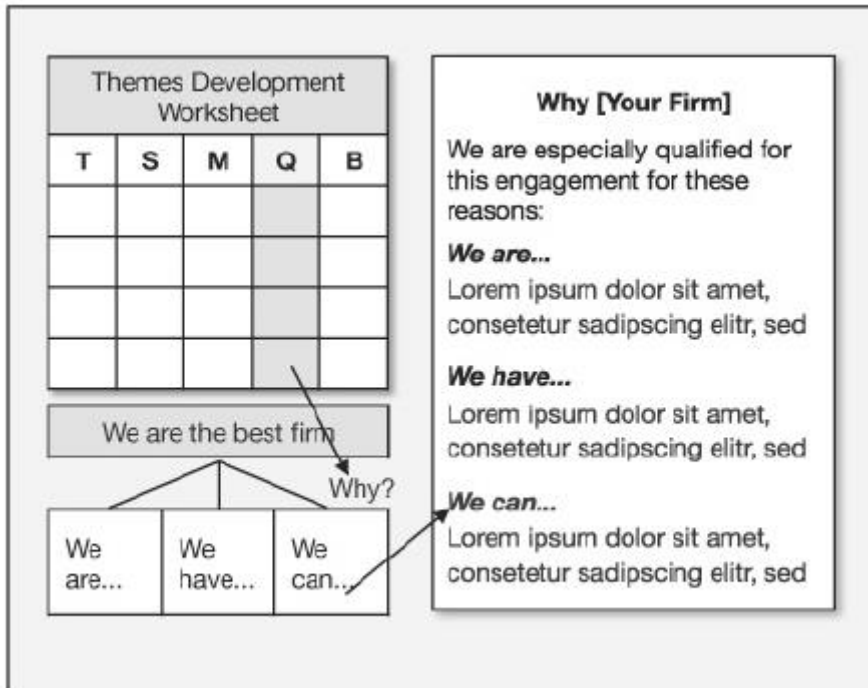 Themes Development
Worksheet
T S M Q B
We are the best firm
Why?
We
are...
We
have...
We
can...
Why [Your Firm]
We are especially qualified for
this engagement for these
reasons:
We are...
Lorem ipsum dolor sit amet,
consetetur sadipscing elitr, sed
We have...
Lorem ipsum dolor sit amet,
consetetur sadipscing elitr, sed
We can...
Lorem ipsum dolor sit amet,
consetetur sadipscing elitr, sed